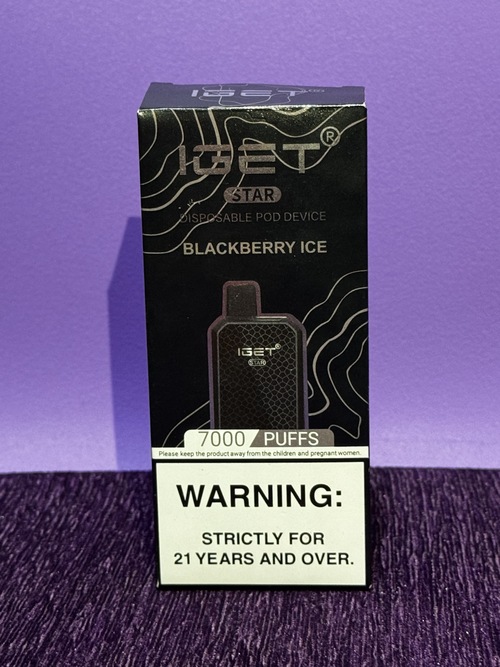 IGET
IGET®
STAR
DISPOSABLE POD DEVICE
BLACKBERRY ICE
IGET®
STAR
7000 PUFFS
Please keep the product away from the children and pregnant women.
WARNING:
STRICTLY FOR
21 YEARS AND OVER.